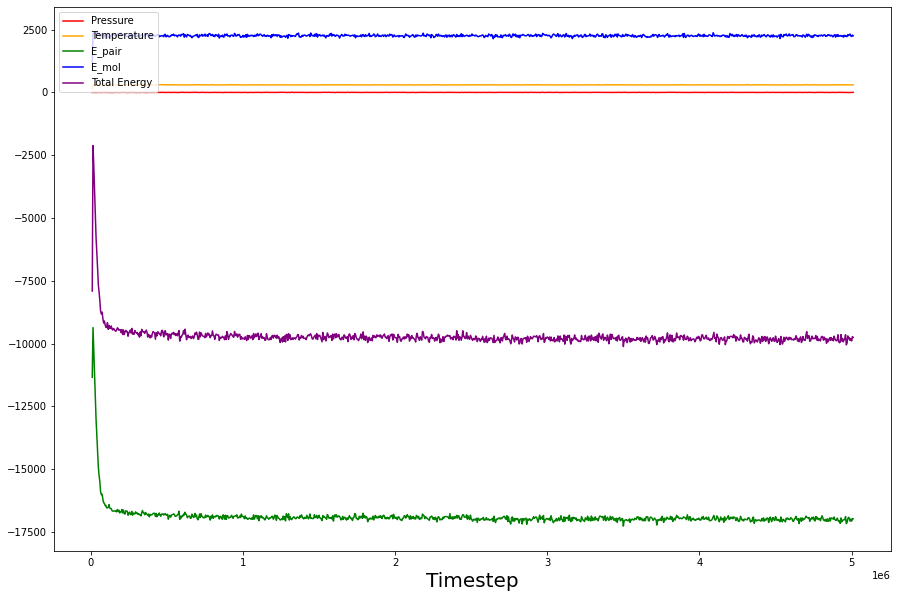 Pressure
Temperature
E_pair
E_mol
Total Energy
2500
0
−2500
−5000
−7500
−10000
−12500
−15000
−17500
0 1 2 3 4 5
1e6
Timestep